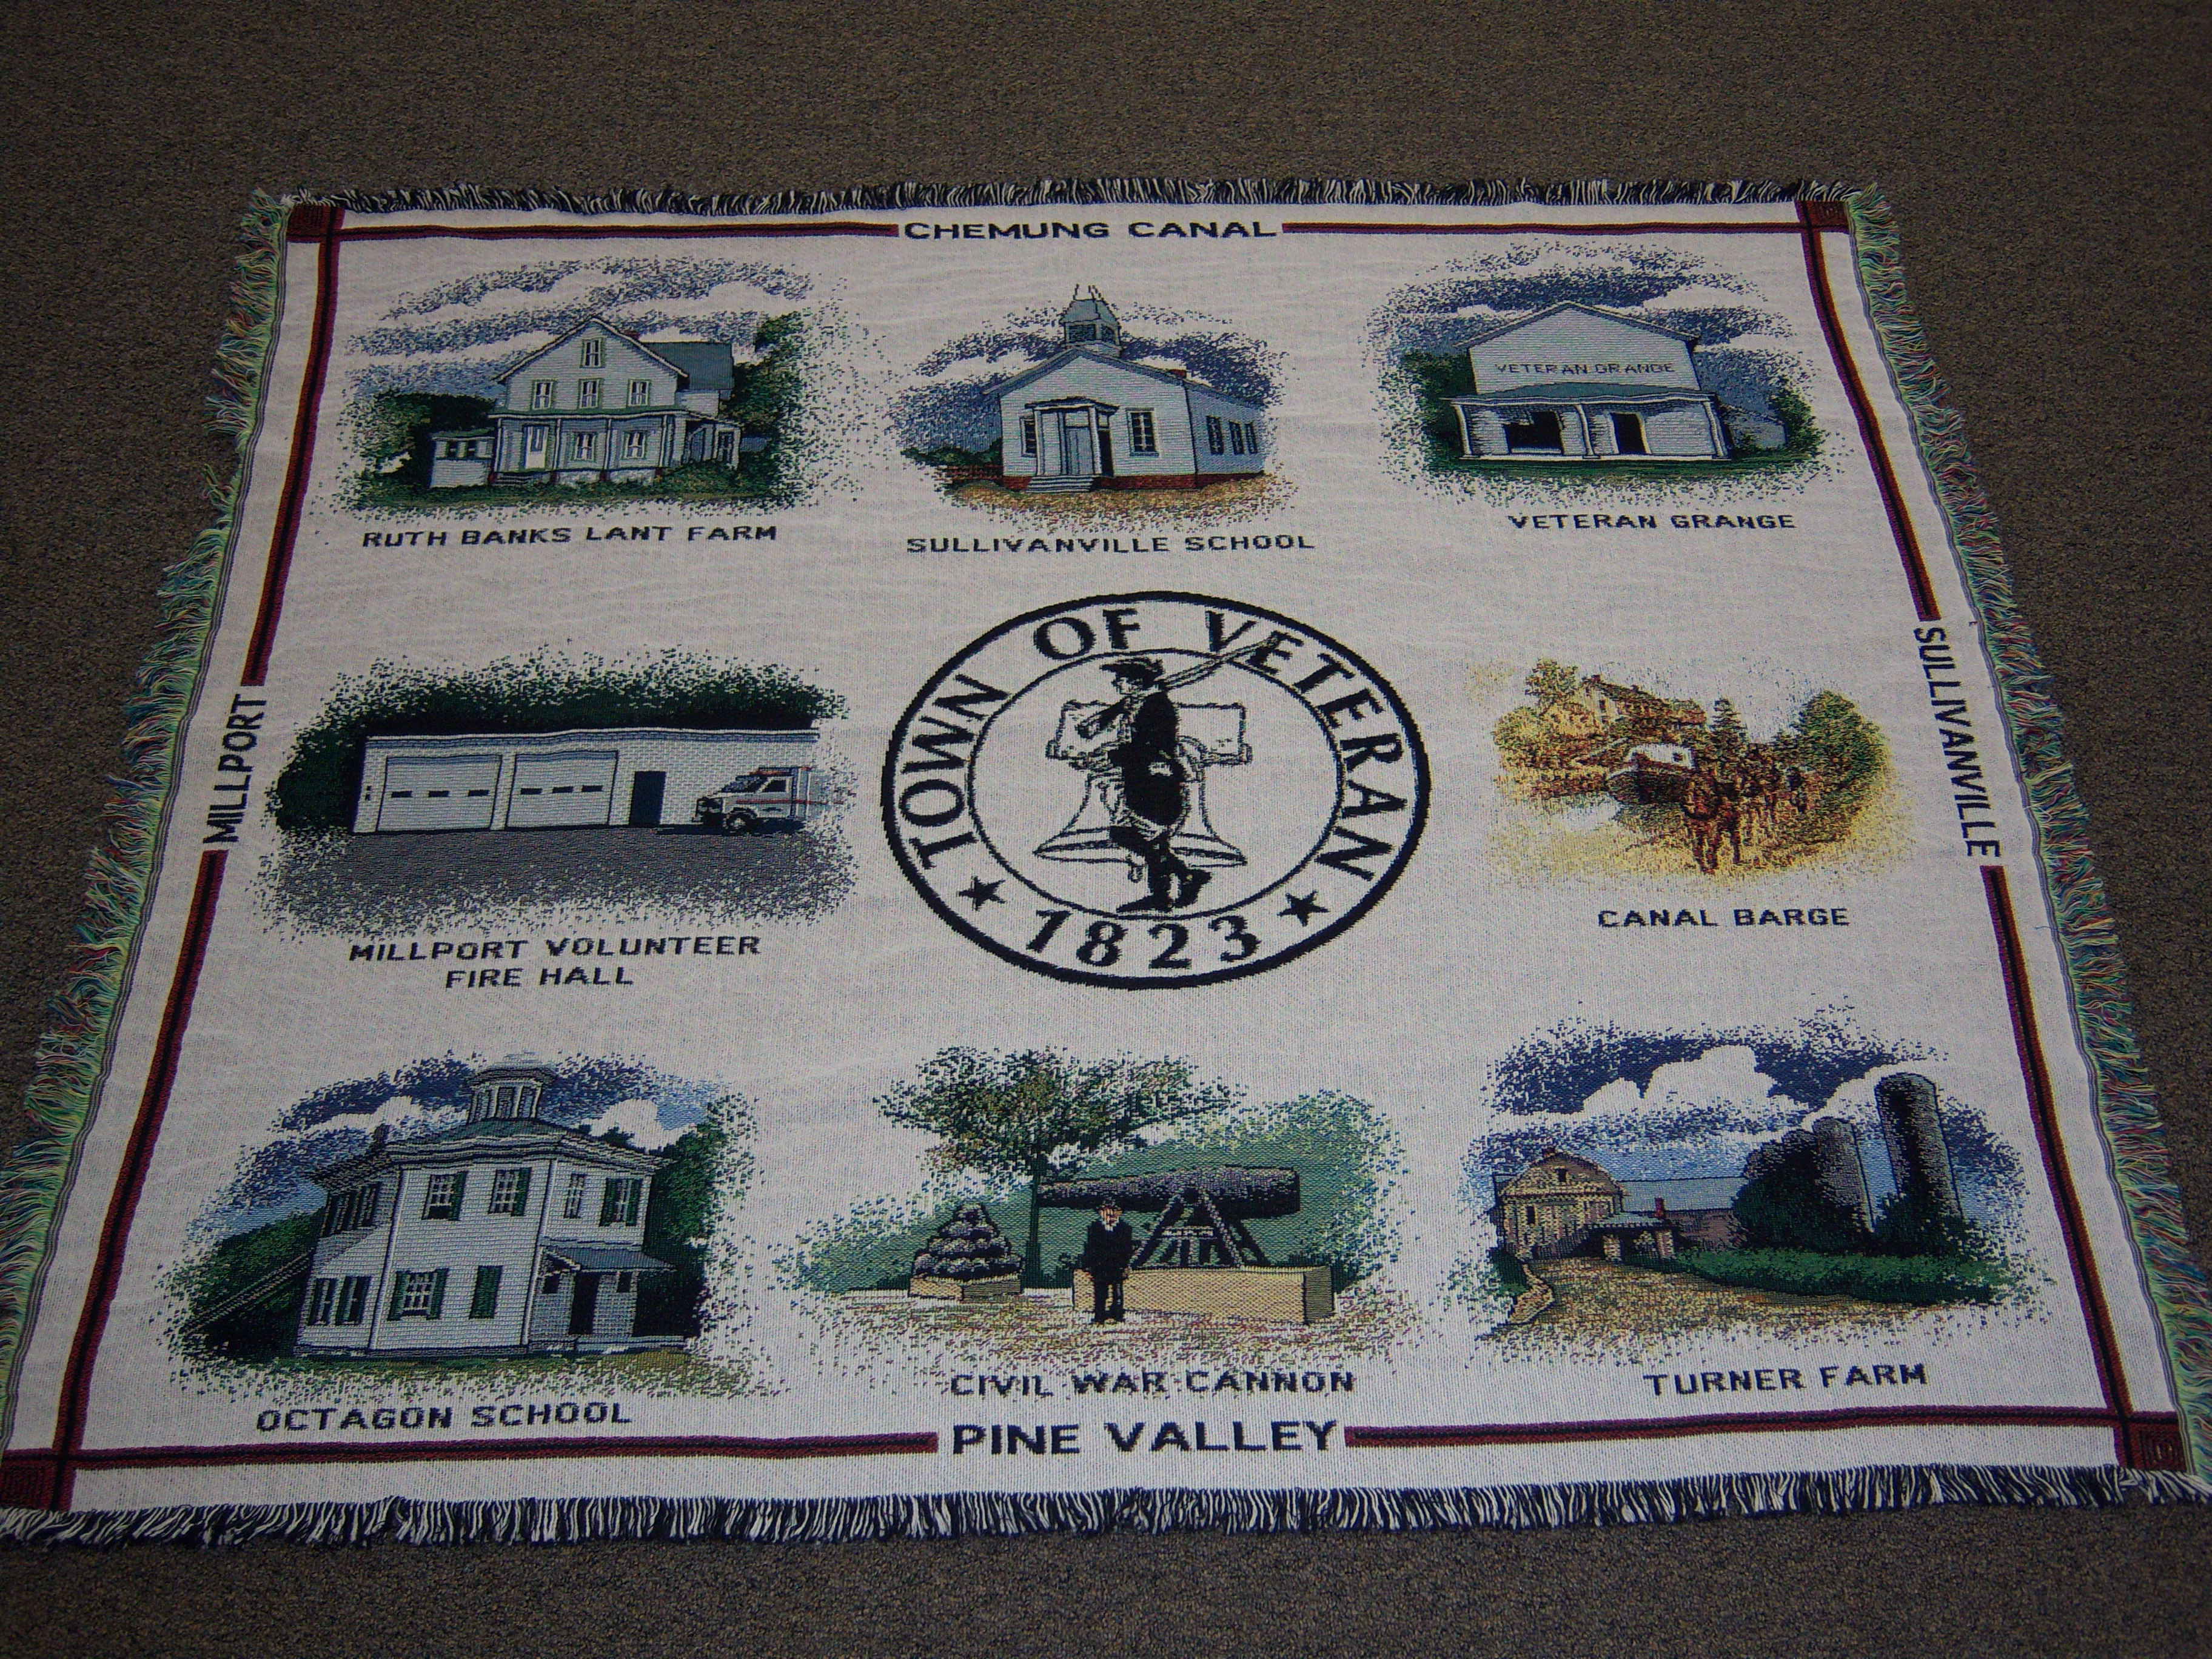 CHEMUNG CANAL
VETERAN GRANGE
RUTH BANKS LANT FARM
SULLIVANVILLE SCHOOL
VETERAN GRANGE
MILLPORT
TOWN OF VETERAN
★ 1823 ★
SULLIVANVILLE
MILLPORT VOLUNTEER
FIRE HALL
CANAL BARGE
OCTAGON SCHOOL
CIVIL WAR CANNON
TURNER FARM
PINE VALLEY